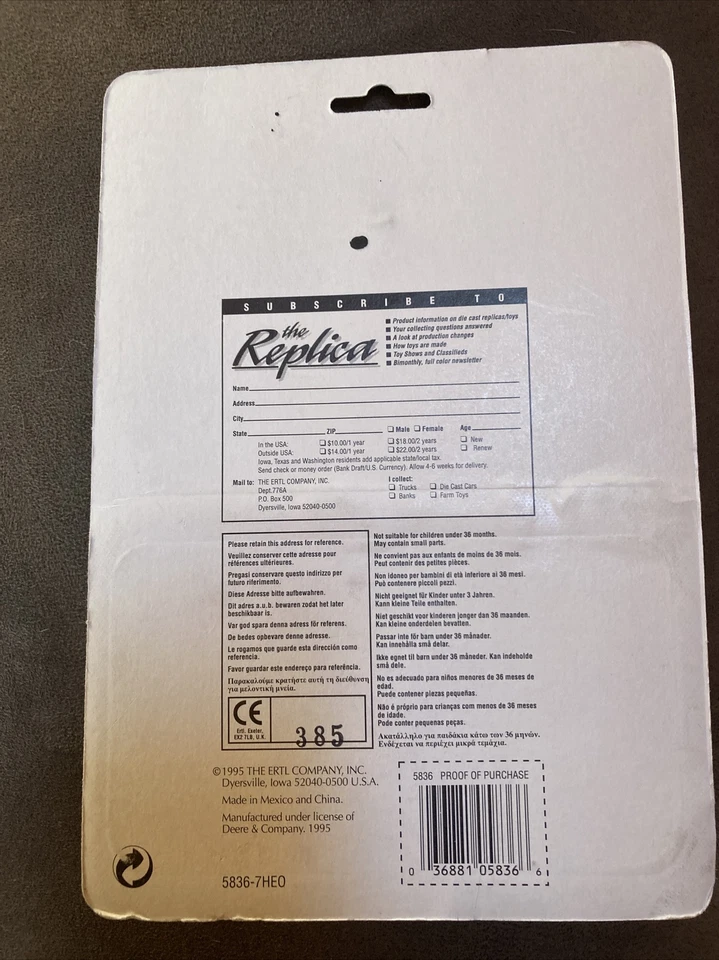 SUBSCRIBE TO
the
Replica
■ Product information on die cast replicas/toys
■ Your collecting questions answered
■ A look at production changes
■ How toys are made
■ Toy Shows and Classifieds
■ Bimonthly, full color newsletter
Name
Address
City
State ZIP ❑ Male ❑ Female Age
In the USA: ❑ $10.00/1 year ❑ $18.00/2 years ❑ New
Outside USA: ❑ $14.00/1 year ❑ $22.00/2 years ❑ Renew
Iowa, Texas and Washington residents add applicable state/local tax.
Send check or money order (Bank Draft/U.S. Currency). Allow 4-6 weeks for delivery.
Mail to: THE ERTL COMPANY, INC.
Dept.776A
P.O. Box 500
Dyersville, Iowa 52040-0500
I collect:
❑ Trucks ❑ Die Cast Cars
❑ Banks ❑ Farm Toys
Please retain this address for reference.
Veuillez conserver cette adresse pour
références ultérieures.
Pregasi conservare questo indirizzo per
futuro riferimento.
Diese Adresse bitte aufbewahren.
Dit adres a.u.b. bewaren zodat het later
beschikbaar is.
Var god spara denna adress för referens.
De bedes opbevare denne adresse.
Le rogamos que guarde esta dirección como
referencia.
Favor guardar este endereço para referência.
Παρακαλούμε κρατήστε αυτή τη διεύθυνση
για μελοντική μνεία.
CE
Ertl. Exeter,
EX2 7LB, U.K.
385
Not suitable for children under 36 months.
May contain small parts.
Ne convient pas aux enfants de moins de 36 mois.
Peut contenir des petites pièces.
Non idoneo per bambini di età inferiore ai 36 mesi.
Può contenere piccoli pezzi.
Nicht geeignet für Kinder unter 3 Jahren.
Kann kleine Teile enthalten.
Niet geschikt voor kinderen jonger dan 36 maanden.
Kan kleine onderdelen bevatten.
Passar inte för barn under 36 månader.
Kan innehålla små delar.
Ikke egnet til børn under 36 måneder. Kan indeholde
små dele.
No es adecuado para niños menores de 36 meses de
edad.
Puede contener piezas pequeñas.
Não é próprio para crianças com menos de 36 meses
de idade.
Pode conter pequenas peças.
Ακατάλληλο για παιδάκια κάτω των 36 μηνών.
Ενδέχεται να περιέχει μικρά τεμάχια.
©1995 THE ERTL COMPANY, INC.
Dyersville, Iowa 52040-0500 U.S.A.
Made in Mexico and China.
Manufactured under license of
Deere & Company. 1995
5836-7HEO
5836 PROOF OF PURCHASE
0 36881 05836 6